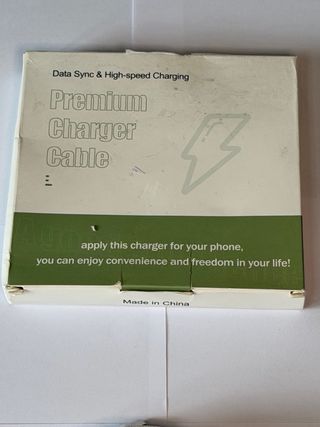 Data Sync & High-speed Charging
Premium
Charger
Cable
apply this charger for your phone,
you can enjoy convenience and freedom in your life!
Made in China